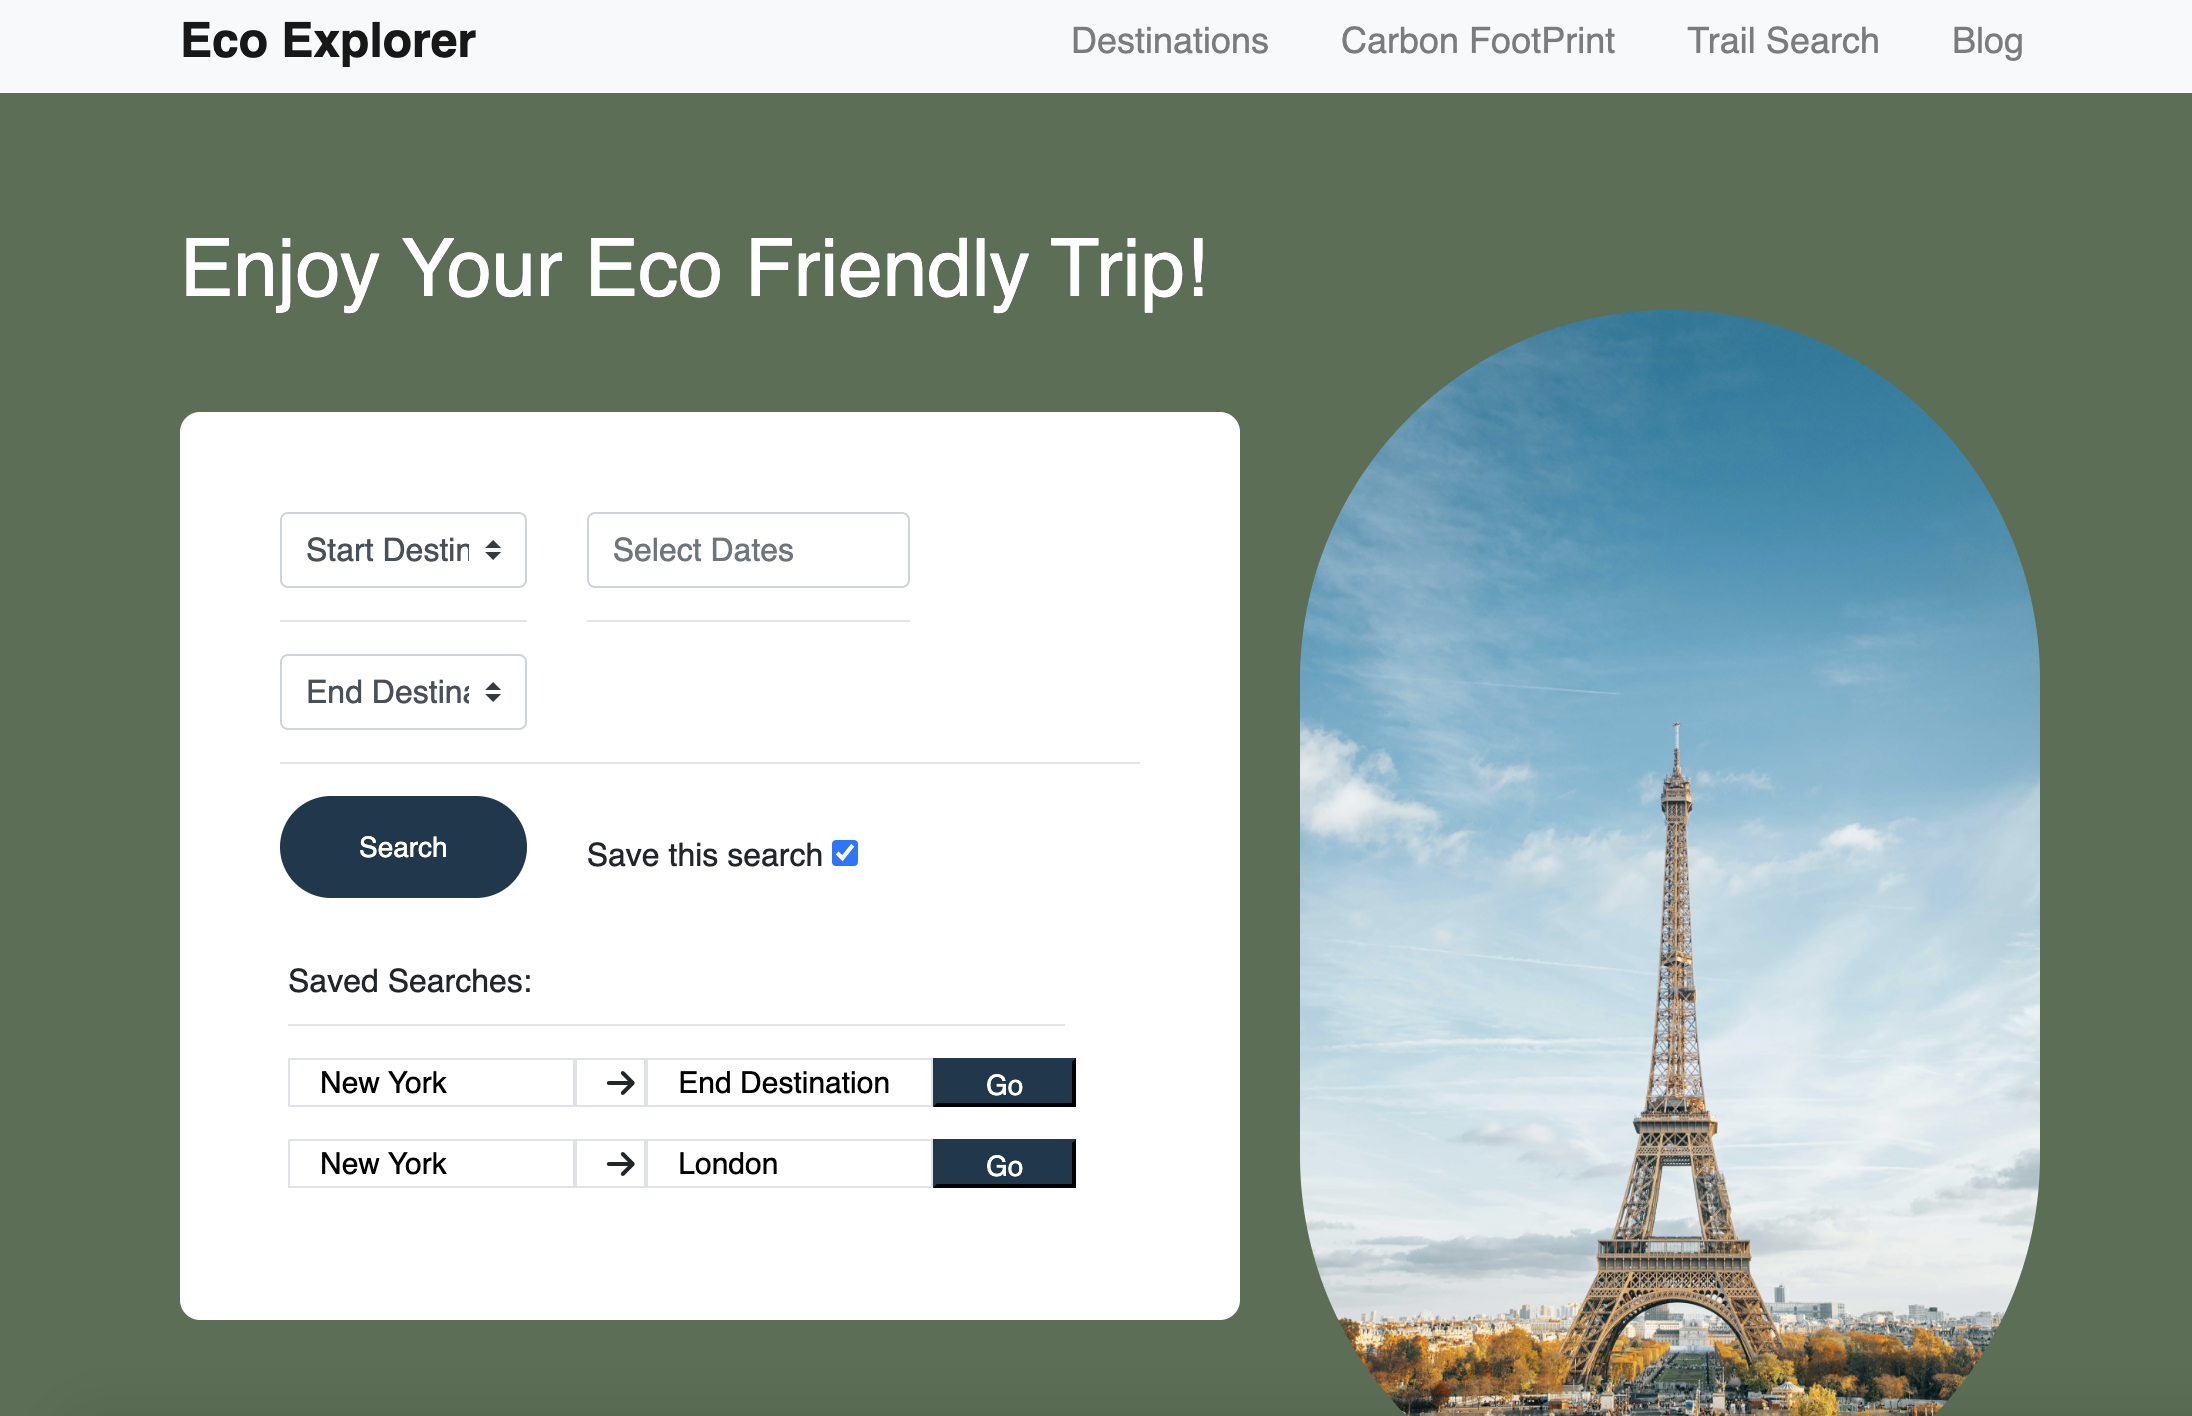 Eco Explorer
Destinations Carbon FootPrint Trail Search Blog
Enjoy Your Eco Friendly Trip!
Start Destin Select Dates
End Destina
Search Save this search
Saved Searches:
New York → End Destination Go
New York → London Go